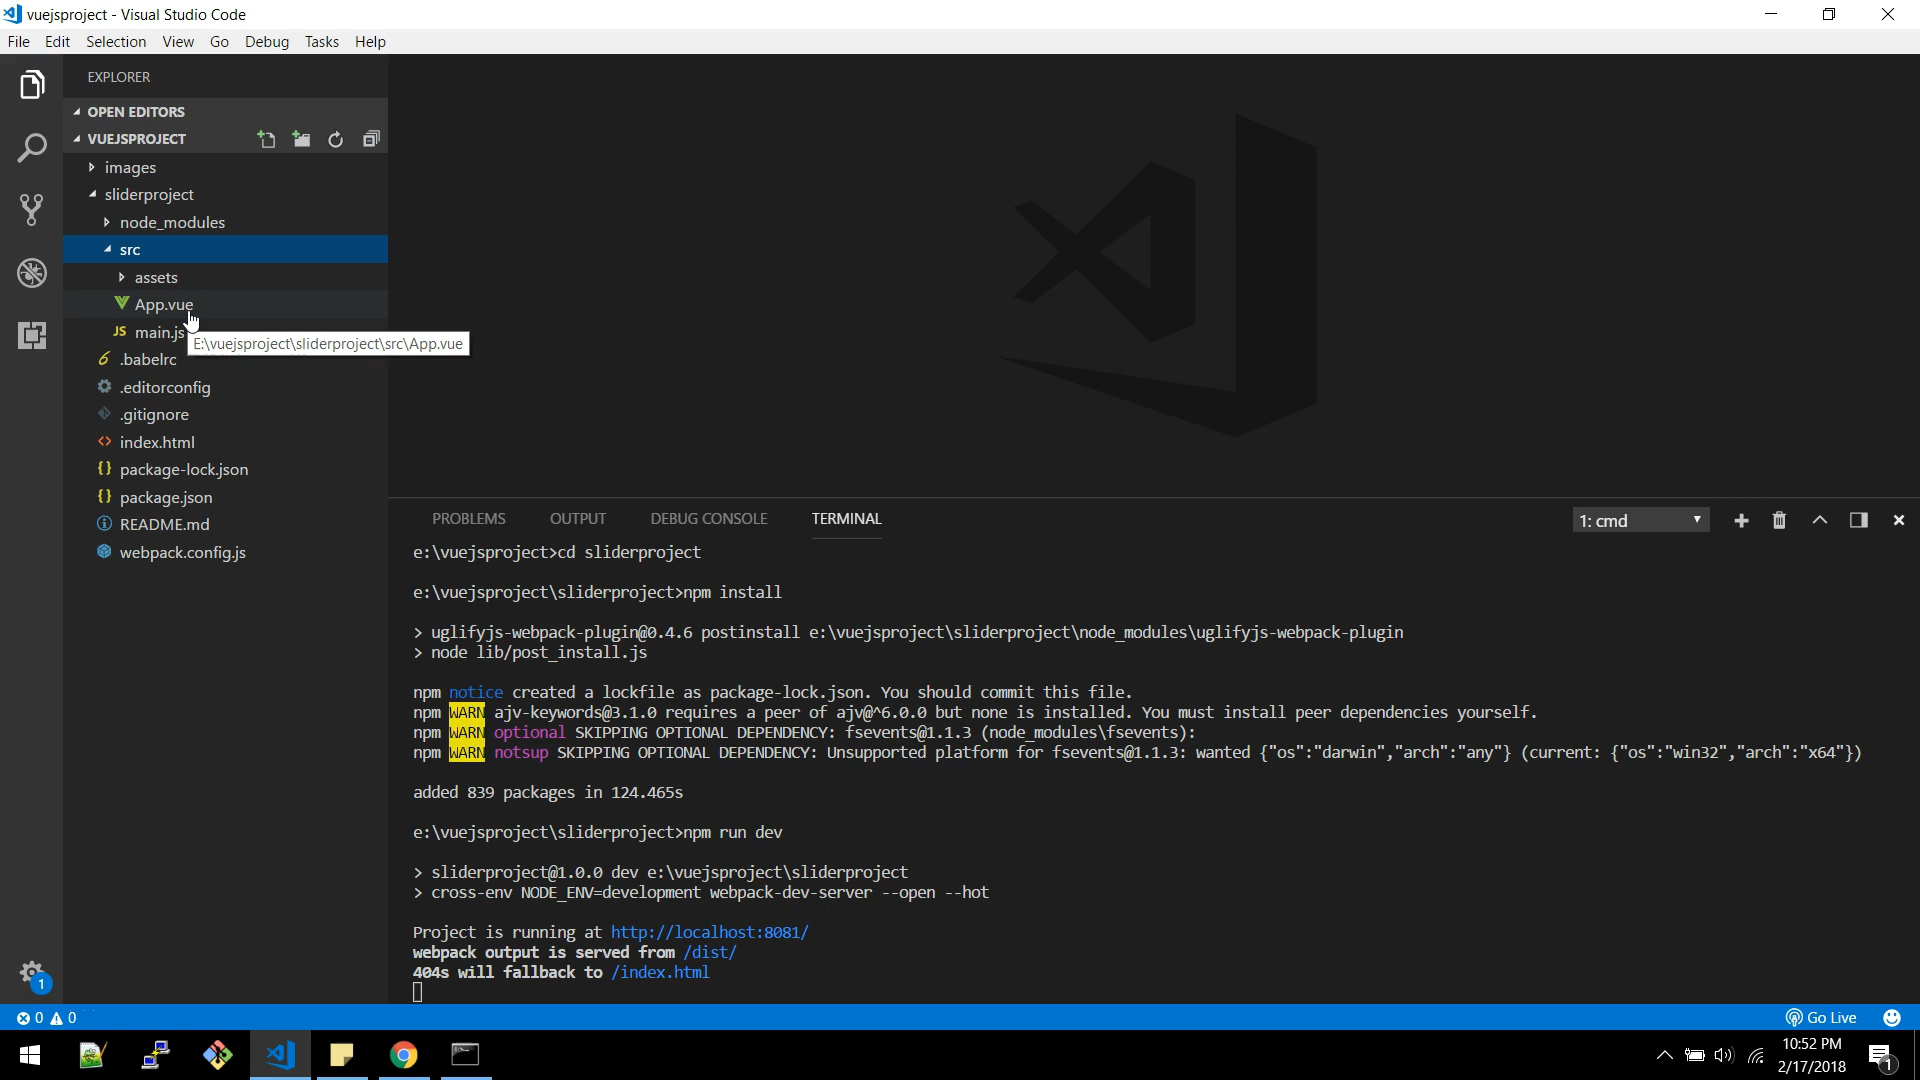 vuejsproject - Visual Studio Code
File Edit Selection View Go Debug Tasks Help
EXPLORER
OPEN EDITORS
VUEJSPROJECT
images
sliderproject
node_modules
src
assets
App.vue
JS main.js
E:\vuejsproject\sliderproject\src\App.vue
.babelrc
.editorconfig
.gitignore
index.html
package-lock.json
package.json
README.md
webpack.config.js
PROBLEMS OUTPUT DEBUG CONSOLE TERMINAL
1: cmd
e:\vuejsproject>cd sliderproject
e:\vuejsproject\sliderproject>npm install
> uglifyjs-webpack-plugin@0.4.6 postinstall e:\vuejsproject\sliderproject\node_modules\uglifyjs-webpack-plugin
> node lib/post_install.js
npm notice created a lockfile as package-lock.json. You should commit this file.
npm WARN ajv-keywords@3.1.0 requires a peer of ajv@^6.0.0 but none is installed. You must install peer dependencies yourself.
npm WARN optional SKIPPING OPTIONAL DEPENDENCY: fsevents@1.1.3 (node_modules\fsevents):
npm WARN notsup SKIPPING OPTIONAL DEPENDENCY: Unsupported platform for fsevents@1.1.3: wanted {"os":"darwin","arch":"any"} (current: {"os":"win32","arch":"x64"})
added 839 packages in 124.465s
e:\vuejsproject\sliderproject>npm run dev
> sliderproject@1.0.0 dev e:\vuejsproject\sliderproject
> cross-env NODE_ENV=development webpack-dev-server --open --hot
Project is running at http://localhost:8081/
webpack output is served from /dist/
404s will fallback to /index.html
1
0 0
Go Live
10:52 PM
2/17/2018
1